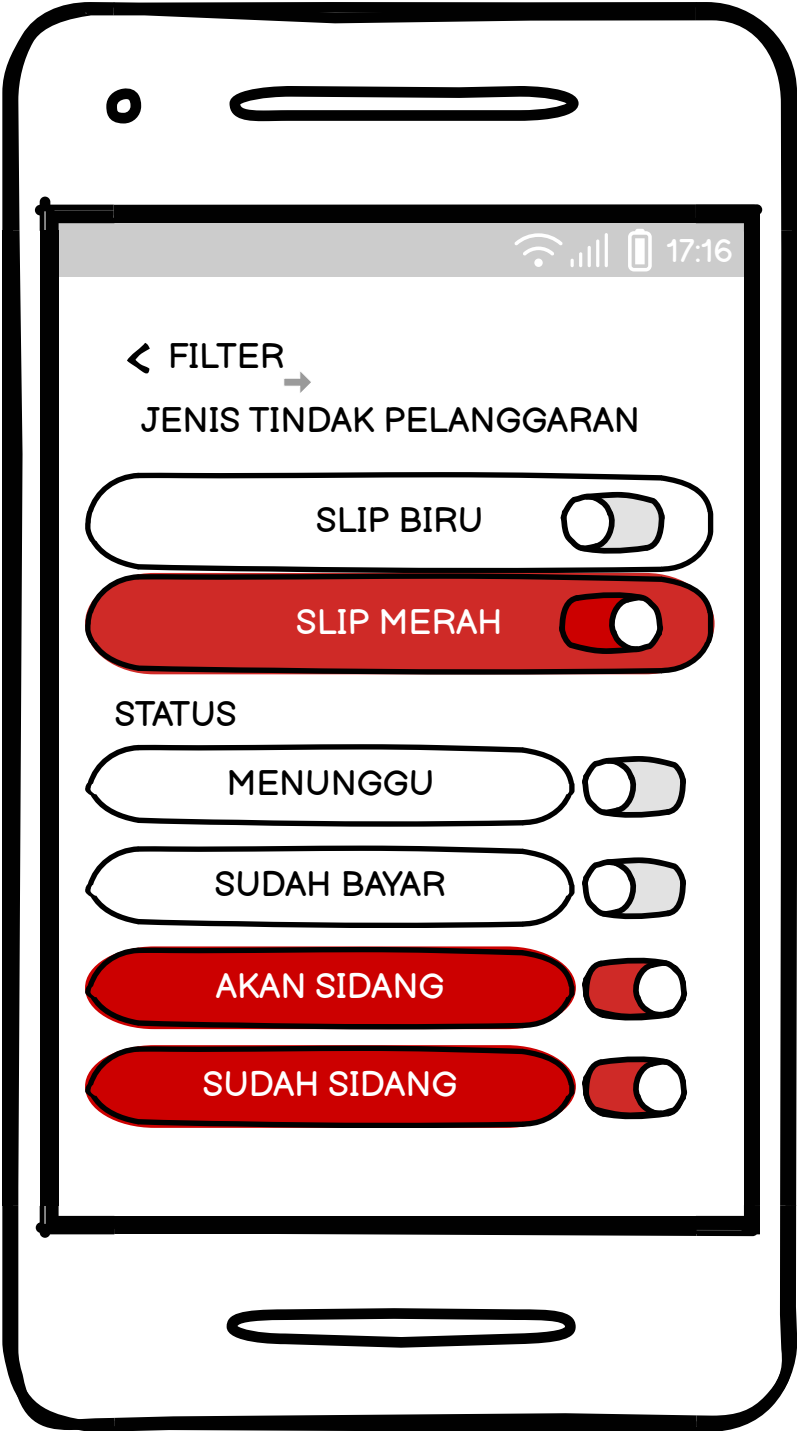 17:16
FILTER
JENIS TINDAK PELANGGARAN
SLIP BIRU
SLIP MERAH
STATUS
MENUNGGU
SUDAH BAYAR
AKAN SIDANG
SUDAH SIDANG